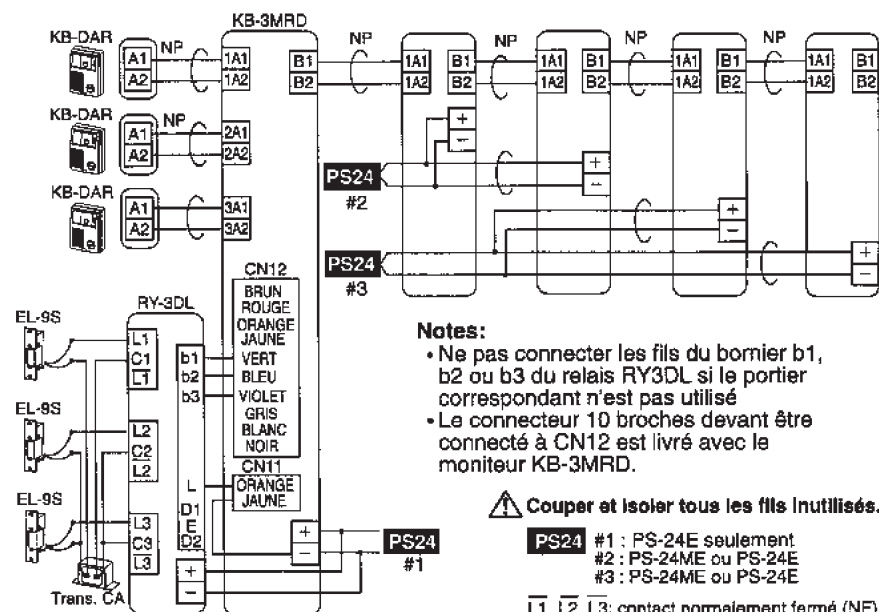 KB-3MRD
KB-DAR
A1 NP 1A1 B1 NP 1A1 B1 NP 1A1 B1 NP 1A1 B1 NP 1A1 B1
A2 1A2 B2 1A2 B2 1A2 B2 1A2 B2 1A2 B2
KB-DAR
A1 NP 2A1
A2 2A2
+
−
PS24
#2
+
−
KB-DAR
A1 3A1
A2 3A2
+
−
PS24
#3
+
−
CN12
BRUN
ROUGE
ORANGE
JAUNE
VERT
BLEU
VIOLET
GRIS
BLANC
NOIR
CN11
ORANGE
JAUNE
RY-3DL
EL-9S
L1
C1
L1
b1
b2
b3
EL-9S
L2
C2
L2
L
D1
E
D2
EL-9S
L3
C3
L3
+
−
+
−
PS24
#1
Trans. CA
Notes:
• Ne pas connecter les fils du bornier b1,
b2 ou b3 du relais RY3DL si le portier
correspondant n'est pas utilisé
• Le connecteur 10 broches devant être
connecté à CN12 est livré avec le
moniteur KB-3MRD.
Couper et isoler tous les fils inutilisés.
PS24 #1 : PS-24E seulement
#2 : PS-24ME ou PS-24E
#3 : PS-24ME ou PS-24E
L1 L2 L3: contact normalement fermé (NF)